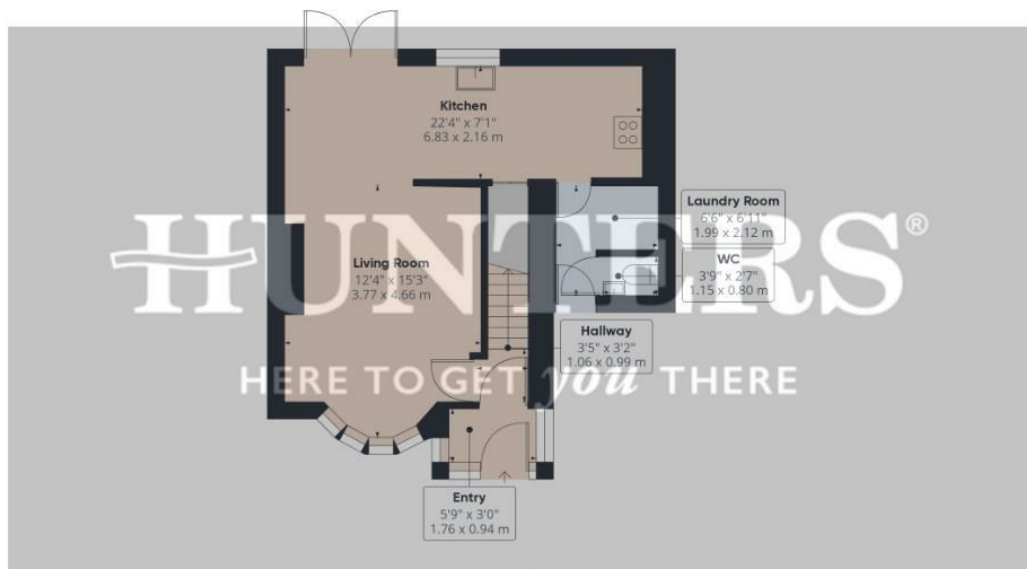 Kitchen
22'4" x 7'1"
6.83 x 2.16 m
Laundry Room
6'6" x 6'11"
1.99 x 2.12 m
HUNTERS®
Living Room
12'4" x 15'3"
3.77 x 4.66 m
WC
3'9" x 2'7"
1.15 x 0.80 m
Hallway
3'5" x 3'2"
1.06 x 0.99 m
HERE TO GET you THERE
Entry
5'9" x 3'0"
1.76 x 0.94 m